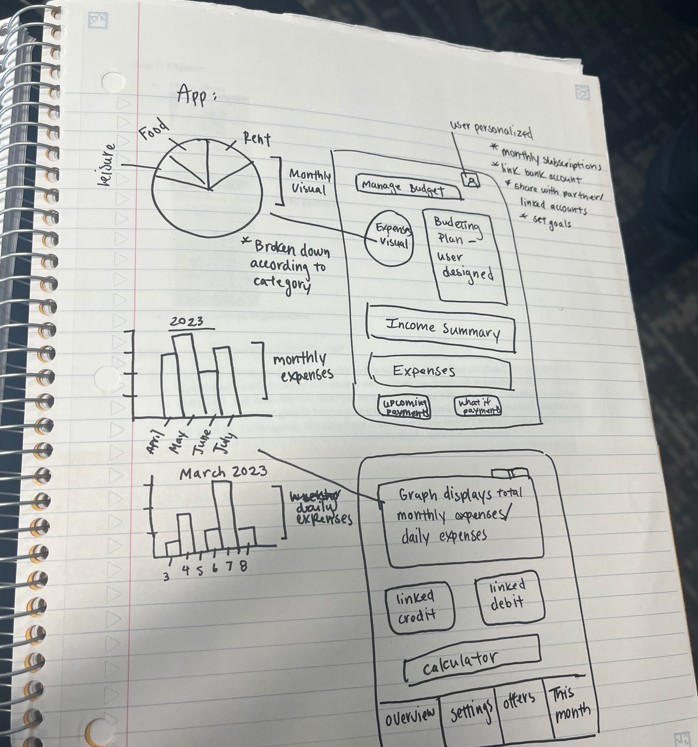 App:
Food
Rent
Leisure
Monthly
Visual
* Broken down
according to
category
2023
monthly
expenses
April
May
June
July
March 2023
daily
expenses
3 4 5 6 7 8
user personalized
* monthly subscriptions
* link bank account
* share with partner/
linked accounts
* set goals
Manage Budget
Expense
visual
Budering
Plan –
user
designed
Income Summary
Expenses
upcoming
payment
what if
payment
Graph displays total
monthly expenses/
daily expenses
linked
credit
linked
debit
calculator
overview
settings
offers
This
month